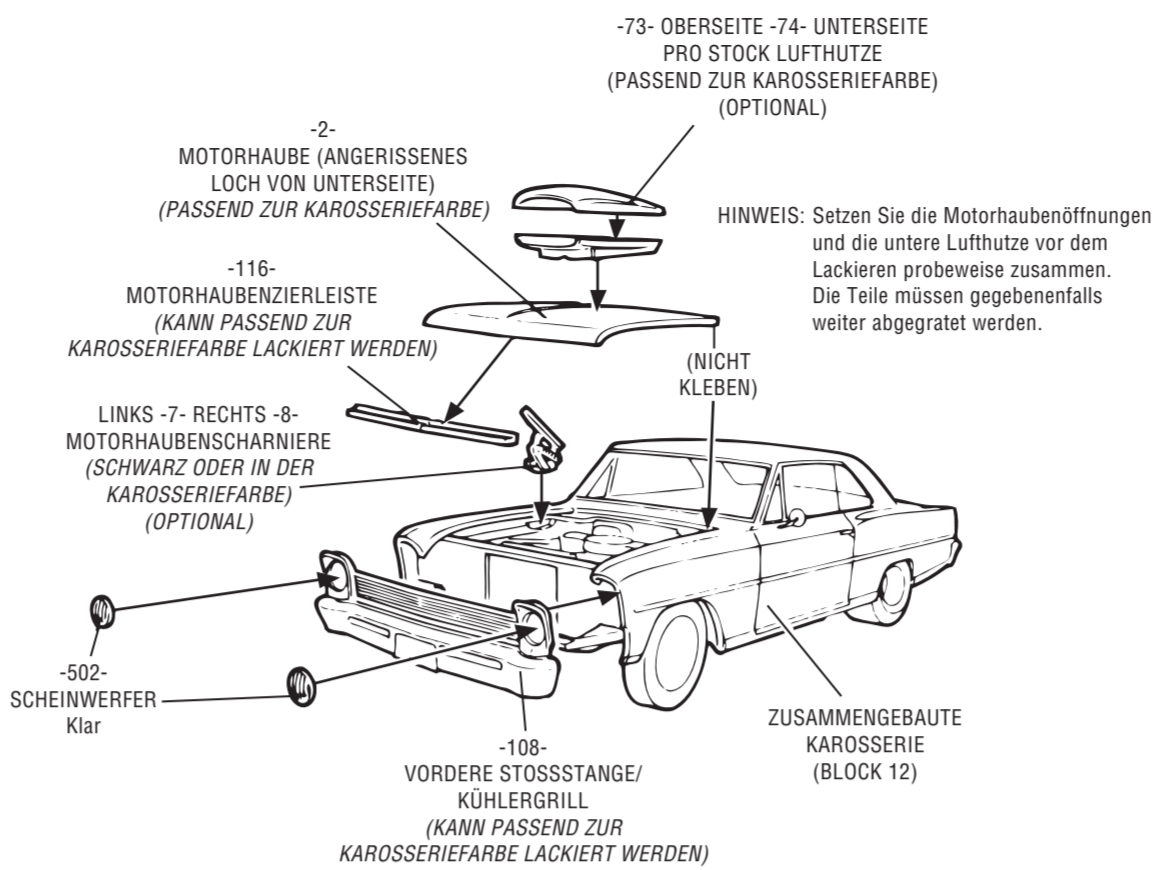 -73- OBERSEITE -74- UNTERSEITE
PRO STOCK LUFTHUTZE
(PASSEND ZUR KAROSSERIEFARBE)
(OPTIONAL)
-2-
MOTORHAUBE (ANGERISSENES
LOCH VON UNTERSEITE)
(PASSEND ZUR KAROSSERIEFARBE)
HINWEIS: Setzen Sie die Motorhaubenöffnungen
und die untere Lufthutze vor dem
Lackieren probeweise zusammen.
Die Teile müssen gegebenenfalls
weiter abgegratet werden.
-116-
MOTORHAUBENZIERLEISTE
(KANN PASSEND ZUR
KAROSSERIEFARBE LACKIERT WERDEN)
(NICHT
KLEBEN)
LINKS -7- RECHTS -8-
MOTORHAUBENSCHARNIERE
(SCHWARZ ODER IN DER
KAROSSERIEFARBE)
(OPTIONAL)
-502-
SCHEINWERFER
Klar
-108-
VORDERE STOSSSTANGE/
KÜHLERGRILL
(KANN PASSEND ZUR
KAROSSERIEFARBE LACKIERT WERDEN)
ZUSAMMENGEBAUTE
KAROSSERIE
(BLOCK 12)